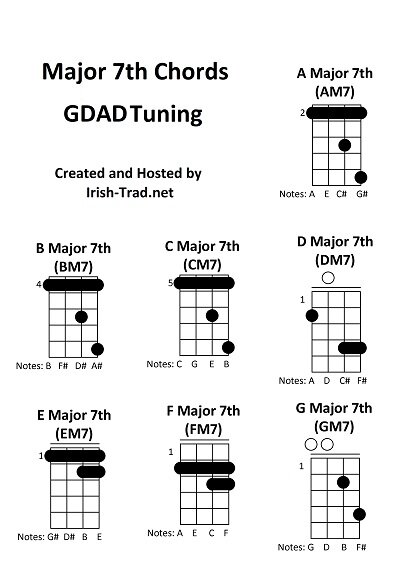 Major 7th Chords
GDAD Tuning
Created and Hosted by
Irish-Trad.net
A Major 7th
(AM7)
2
Notes: A E C# G#
B Major 7th
(BM7)
4
Notes: B F# D# A#
C Major 7th
(CM7)
5
Notes: C G E B
D Major 7th
(DM7)
1
Notes: A D C# F#
E Major 7th
(EM7)
1
Notes: G# D# B E
F Major 7th
(FM7)
1
Notes: A E C F
G Major 7th
(GM7)
1
Notes: G D B F#